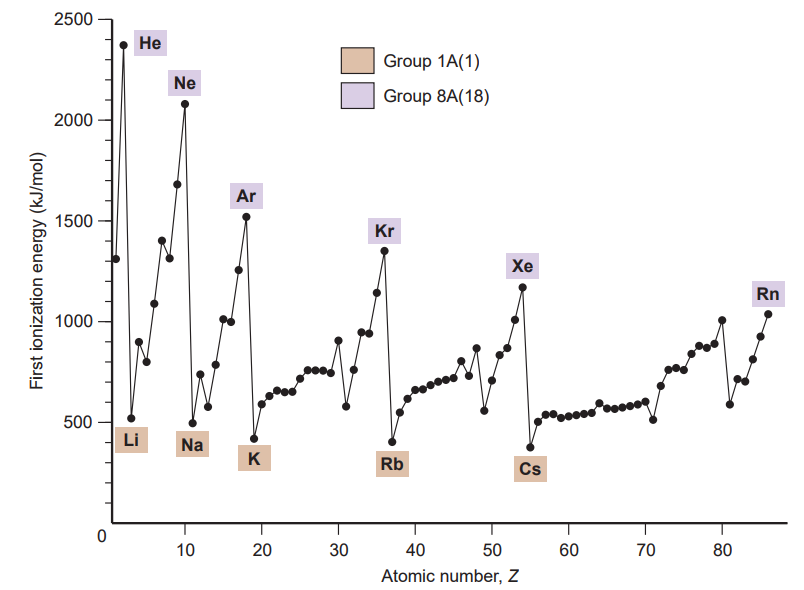 2500
He
Ne
Group 1A(1)
Group 8A(18)
2000
Ar
1500
Kr
Xe
Rn
1000
First ionization energy (kJ/mol)
500
Li
Na
K
Rb
Cs
0
10 20 30 40 50 60 70 80
Atomic number, Z